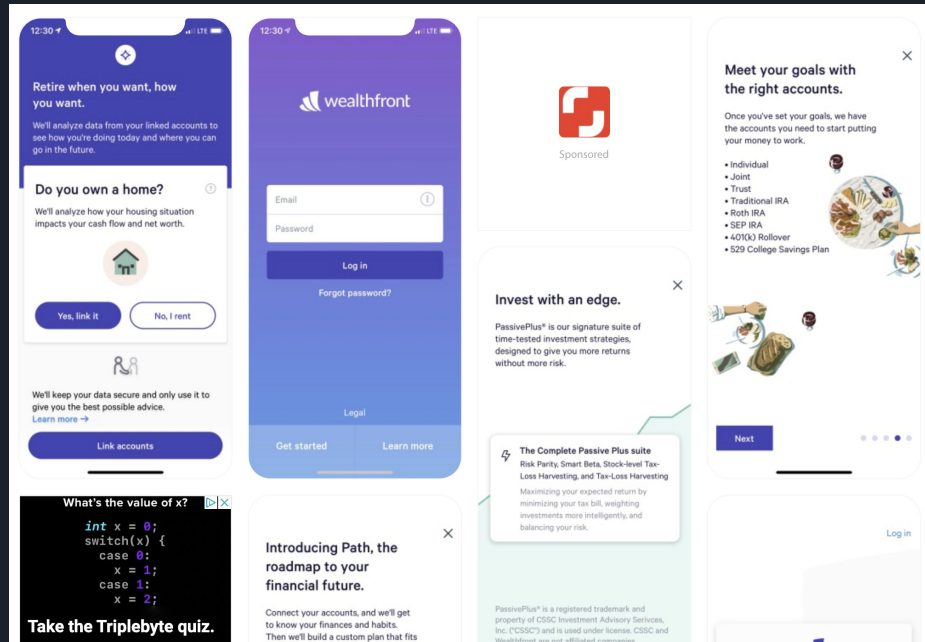 12:30
LTE
Retire when you want, how
you want.
We'll analyze data from your linked accounts to
see how you're doing today and where you can
go in the future.
Do you own a home?
?
We'll analyze how your housing situation
impacts your cash flow and net worth.
Yes, link it
No, I rent
We'll keep your data secure and only use it to
give you the best possible advice.
Learn more →
Link accounts
12:30
LTE
wealthfront
Email
Password
Log in
Forgot password?
Legal
Get started
Learn more
Sponsored
Meet your goals with
the right accounts.
Once you've set your goals, we have
the accounts you need to start putting
your money to work.
• Individual
• Joint
• Trust
• Traditional IRA
• Roth IRA
• SEP IRA
• 401(k) Rollover
• 529 College Savings Plan
Next
Invest with an edge.
PassivePlus® is our signature suite of
time-tested investment strategies,
designed to give you more returns
without more risk.
The Complete Passive Plus suite
Risk Parity, Smart Beta, Stock-level Tax-
Loss Harvesting, and Tax-Loss Harvesting
Maximizing your expected return by
minimizing your tax bill, weighting
investments more intelligently, and
balancing your risk.
PassivePlus® is a registered trademark and
property of CSSC Investment Advisory Serivces,
Inc. ("CSSC") and is used under license. CSSC and
Wealthfront are not affiliated companies.
What's the value of x?
int x = 0;
switch(x) {
case 0:
x = 1;
case 1:
x = 2;
Take the Triplebyte quiz.
Introducing Path, the
roadmap to your
financial future.
Connect your accounts, and we'll get
to know your finances and habits.
Then we'll build a custom plan that fits
Log in